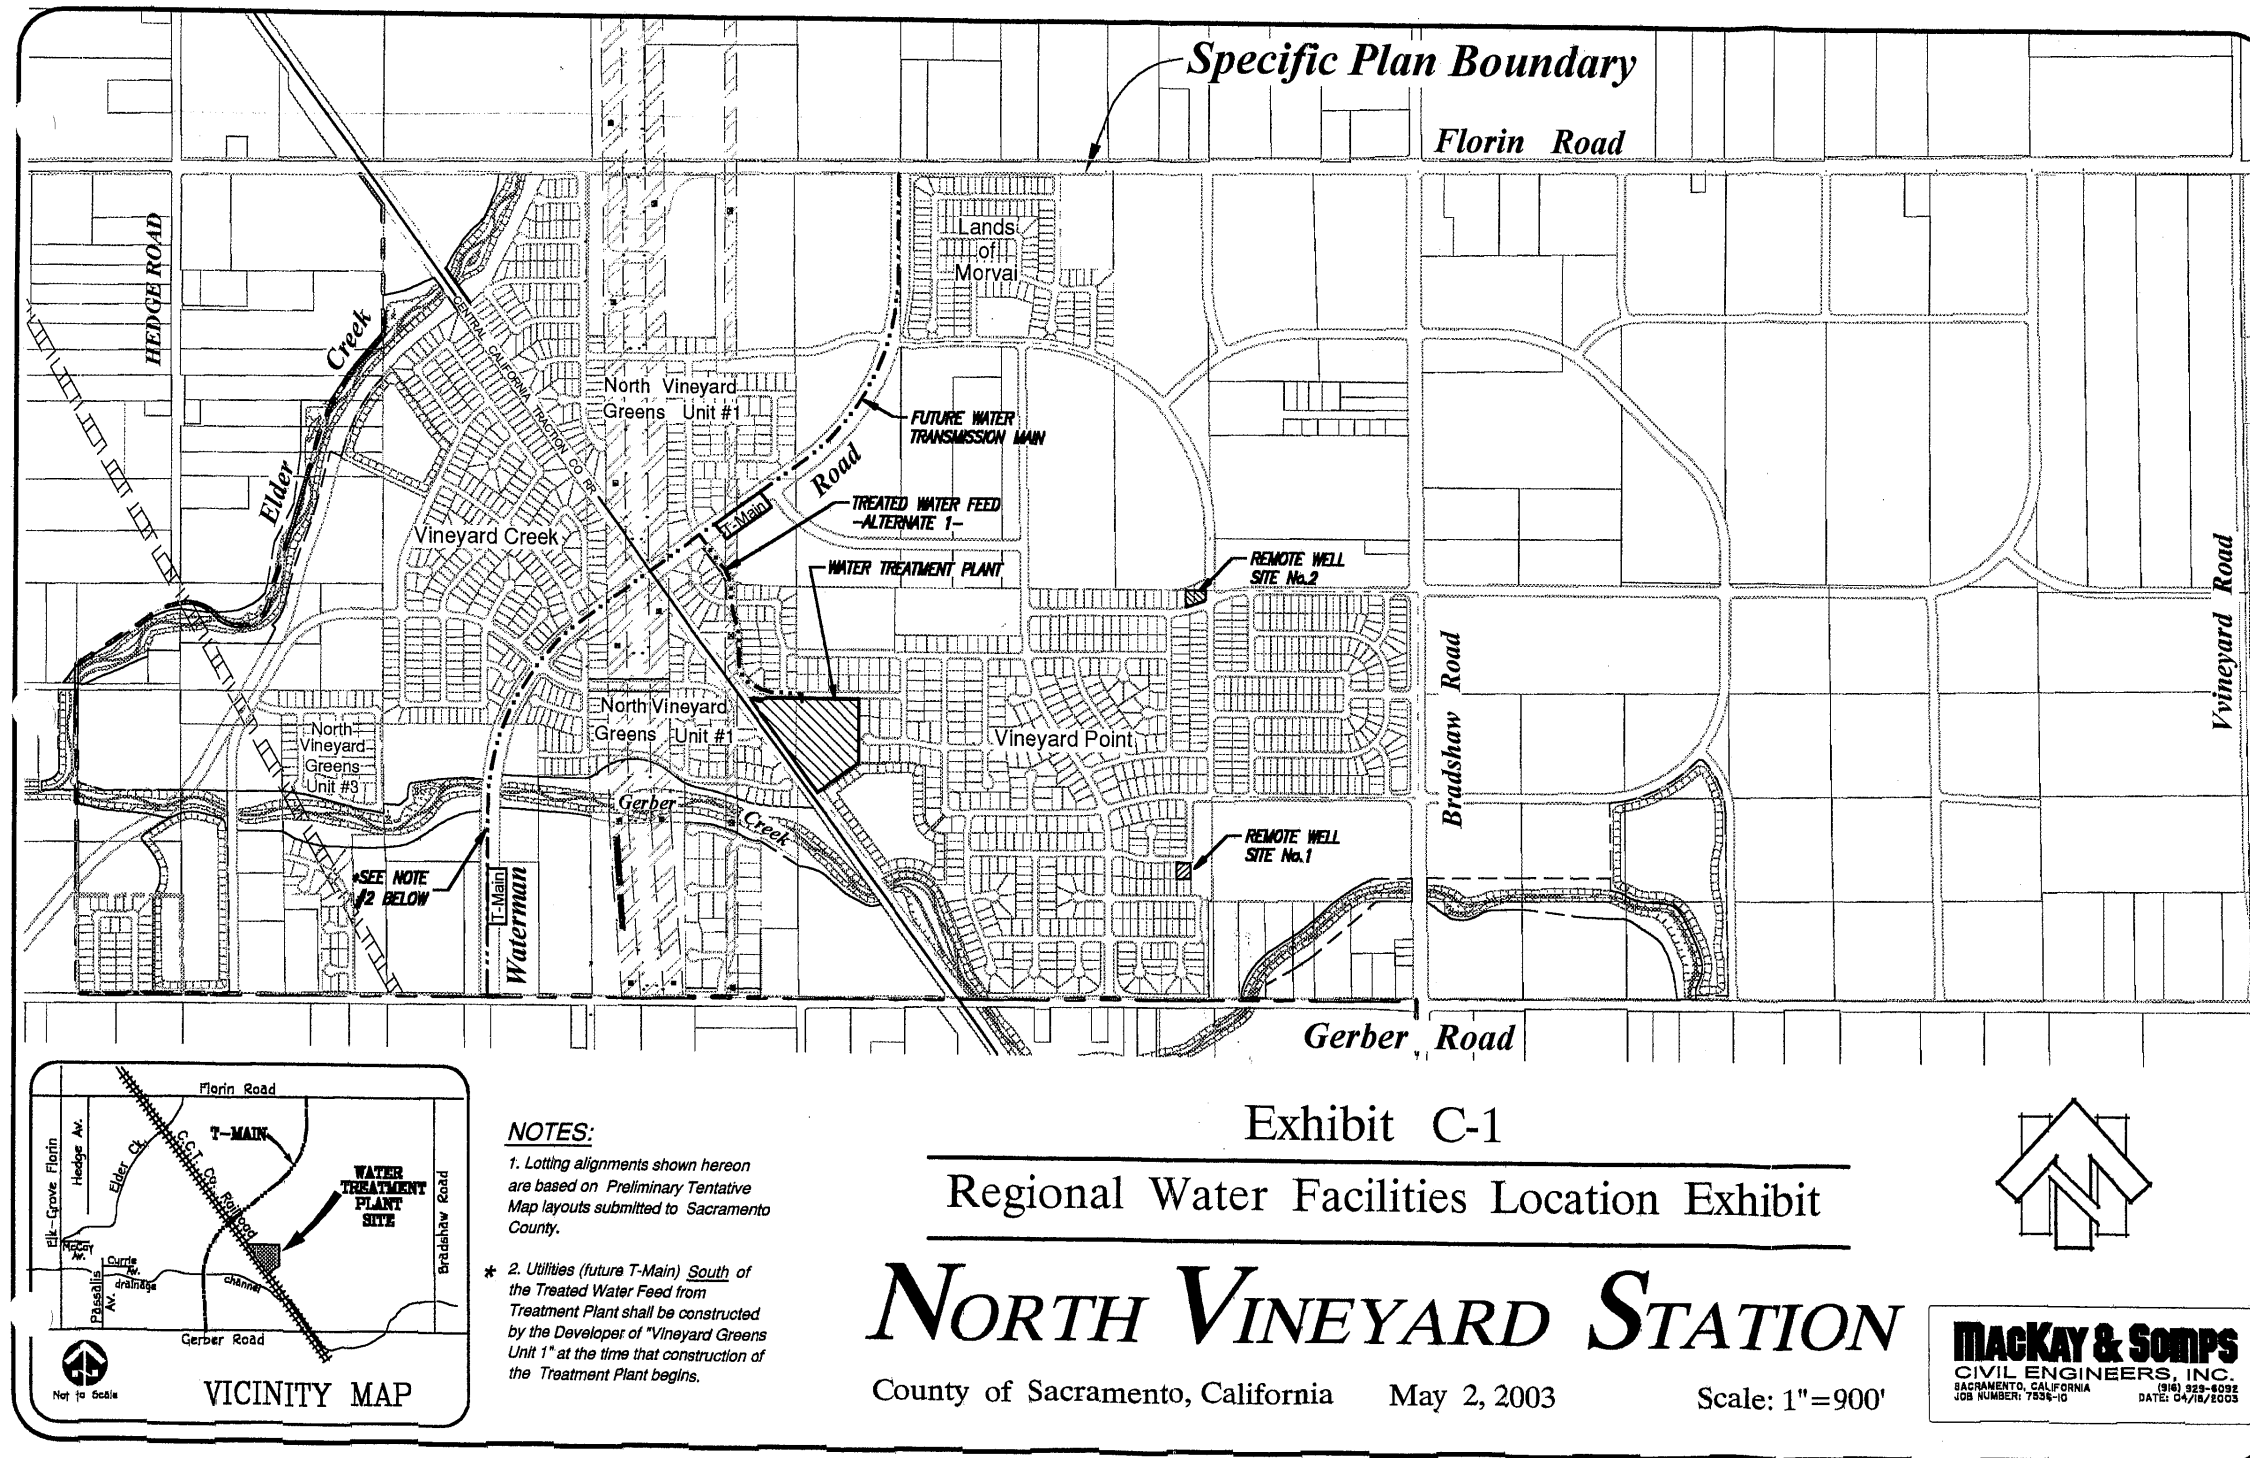 Specific Plan Boundary
Florin Road
HEDGE ROAD
Elder
Creek
CENTRAL CALIFORNIA TRACTION CO RR
Lands
of
Morvai
North Vineyard
Greens Unit #1
FUTURE WATER
TRANSMISSION MAIN
Road
T-Main
TREATED WATER FEED
-ALTERNATE 1-
Vineyard Creek
WATER TREATMENT PLANT
REMOTE WELL
SITE No.2
Vvineyard Road
Bradshaw Road
North Vineyard
Greens Unit #1
North
Vineyard
Greens
Unit #3
Vineyard Point
Gerber
Creek
REMOTE WELL
SITE No.1
*SEE NOTE
#2 BELOW
T-Main
Waterman
Gerber Road
Florin Road
T-MAIN
Elk-Grove Florin
Hedge Av.
Elder Ck.
C.C.T. Co. Railroad
WATER
TREATMENT
PLANT
SITE
Bradshaw Road
McCoy
Av.
Currie
Av.
drainage
channel
Passalis
Av.
Gerber Road
Not to Scale
VICINITY MAP
NOTES:
1. Lotting alignments shown hereon
are based on Preliminary Tentative
Map layouts submitted to Sacramento
County.
* 2. Utilities (future T-Main) South of
the Treated Water Feed from
Treatment Plant shall be constructed
by the Developer of "Vineyard Greens
Unit 1" at the time that construction of
the Treatment Plant begins.
Exhibit C-1
Regional Water Facilities Location Exhibit
NORTH VINEYARD STATION
County of Sacramento, California May 2, 2003 Scale: 1"=900'
MACKAY & SOMPS
CIVIL ENGINEERS, INC.
SACRAMENTO, CALIFORNIA (916) 929-6092
JOB NUMBER: 7536-10 DATE: 04/18/2003